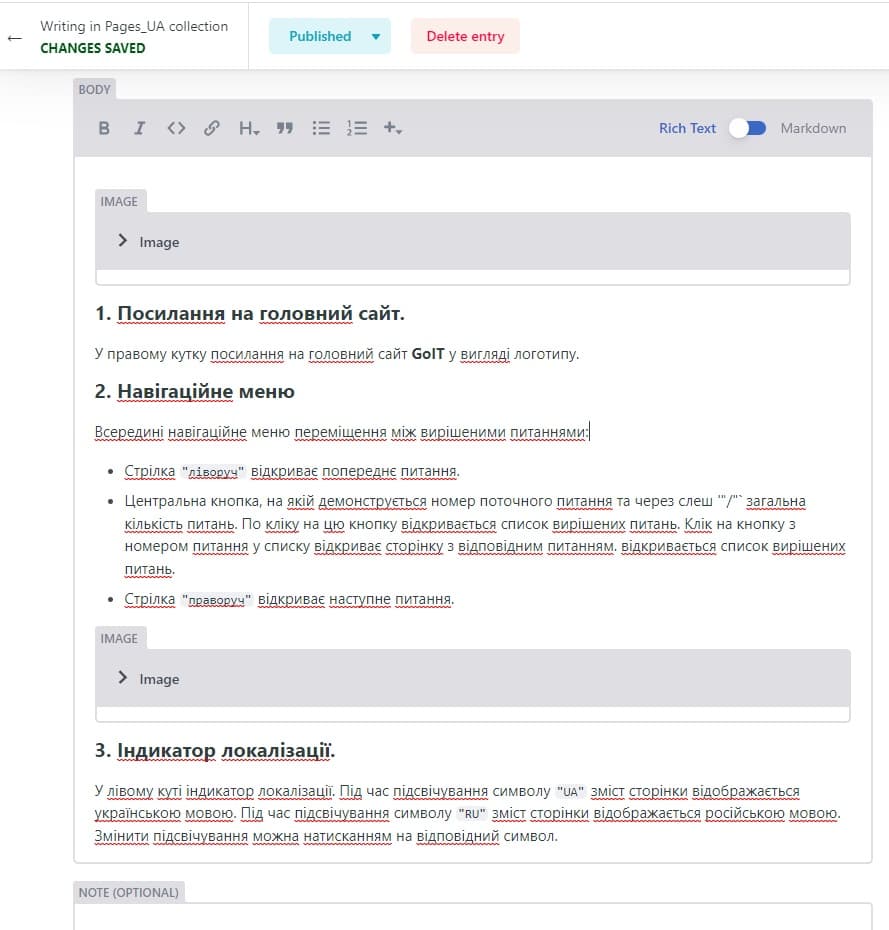 Writing in Pages_UA collection
CHANGES SAVED
Published
Delete entry
BODY
B I <> H
Rich Text
Markdown
IMAGE
Image
1. Посилання на головний сайт.
У правому кутку посилання на головний сайт GoIT у вигляді логотипу.
2. Навігаційне меню
Всередині навігаційне меню переміщення між вирішеними питаннями:
• Стрілка "ліворуч" відкриває попереднє питання.
• Центральна кнопка, на якій демонструється номер поточного питання та через слеш '"/"` загальна
кількість питань. По кліку на цю кнопку відкривається список вирішених питань. Клік на кнопку з
номером питання у списку відкриває сторінку з відповідним питанням. відкривається список вирішених
питань.
• Стрілка "праворуч" відкриває наступне питання.
IMAGE
Image
3. Індикатор локалізації.
У лівому куті індикатор локалізації. Під час підсвічування символу "UA" зміст сторінки відображається
українською мовою. Під час підсвічування символу "RU" зміст сторінки відображається російською мовою.
Змінити підсвічування можна натисканням на відповідний символ.
NOTE (OPTIONAL)